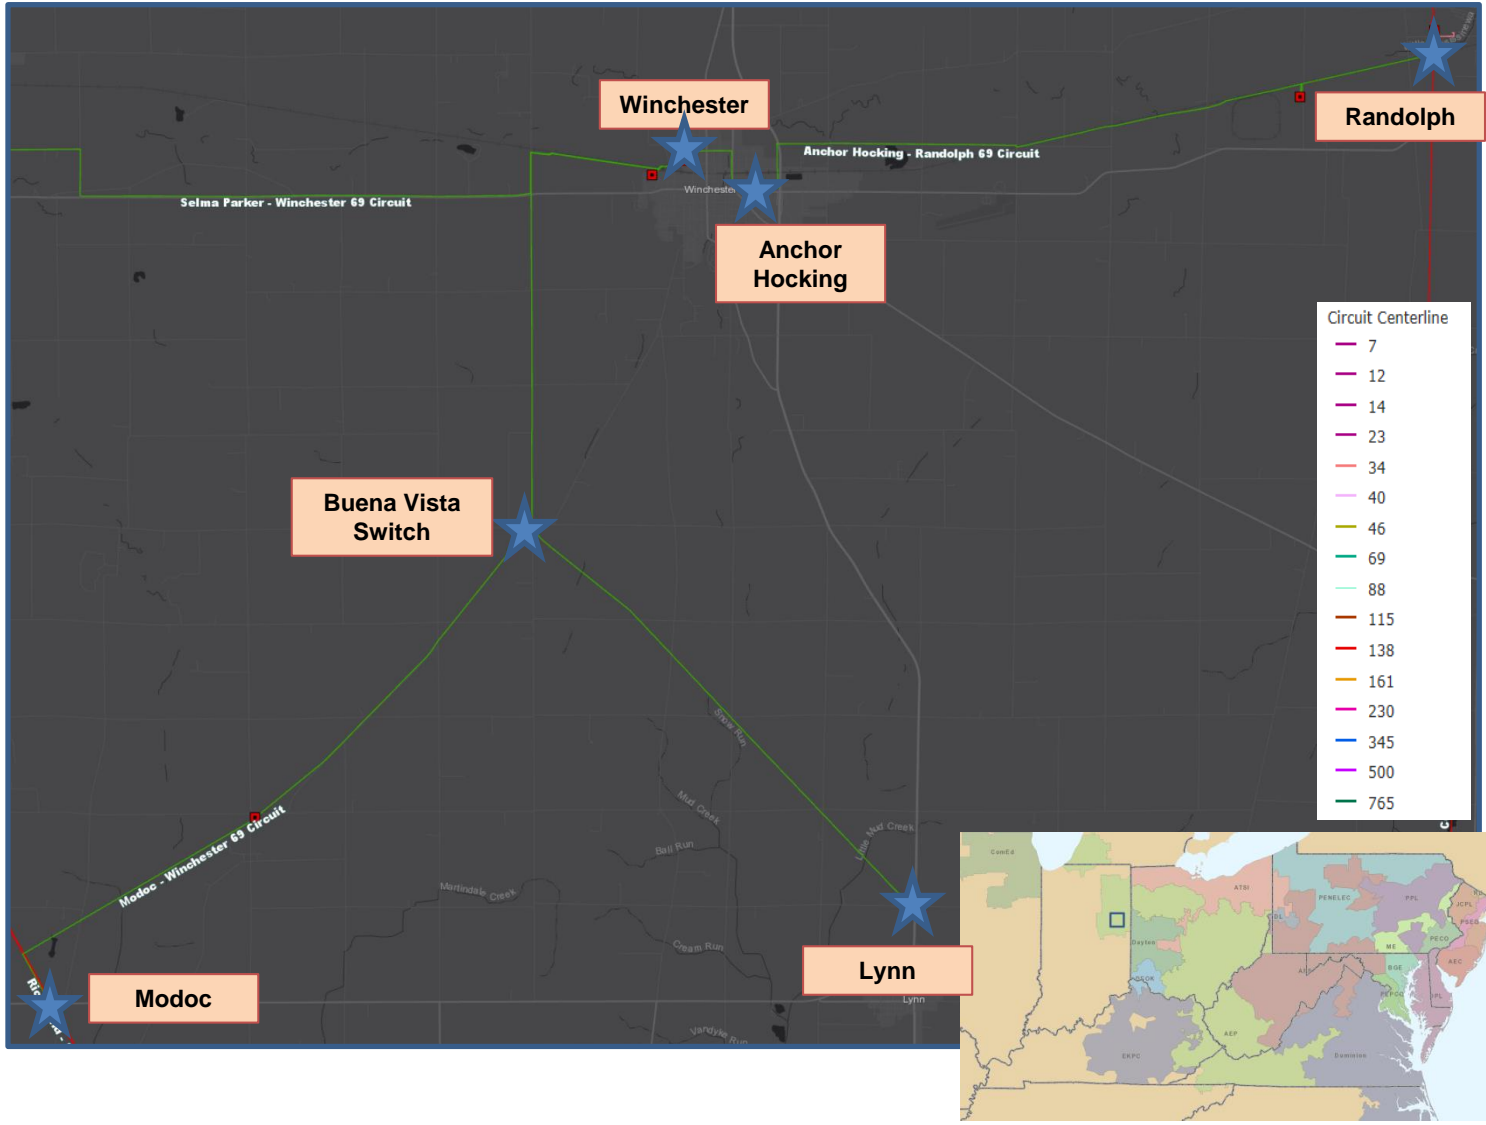 Winchester
Randolph
Anchor Hocking - Randolph 69 Circuit
Selma Parker - Winchester 69 Circuit
Winchester
Anchor
Hocking
Circuit Centerline
7
12
14
23
34
40
46
69
88
115
138
161
230
345
500
765
Buena Vista
Switch
Snow Run
Mud Creek
Little Mud Creek
Ball Run
Martindale Creek
Cream Run
Modoc - Winchester 69 Circuit
Lynn
Lynn
Modoc
Vandyke Run
ComEd
ATSI
PENELEC
PPL
JCPL
ME
PECO
PSEG
AEC
BGE
PEPCO
Dayton
AEP
EKPC
Dominion